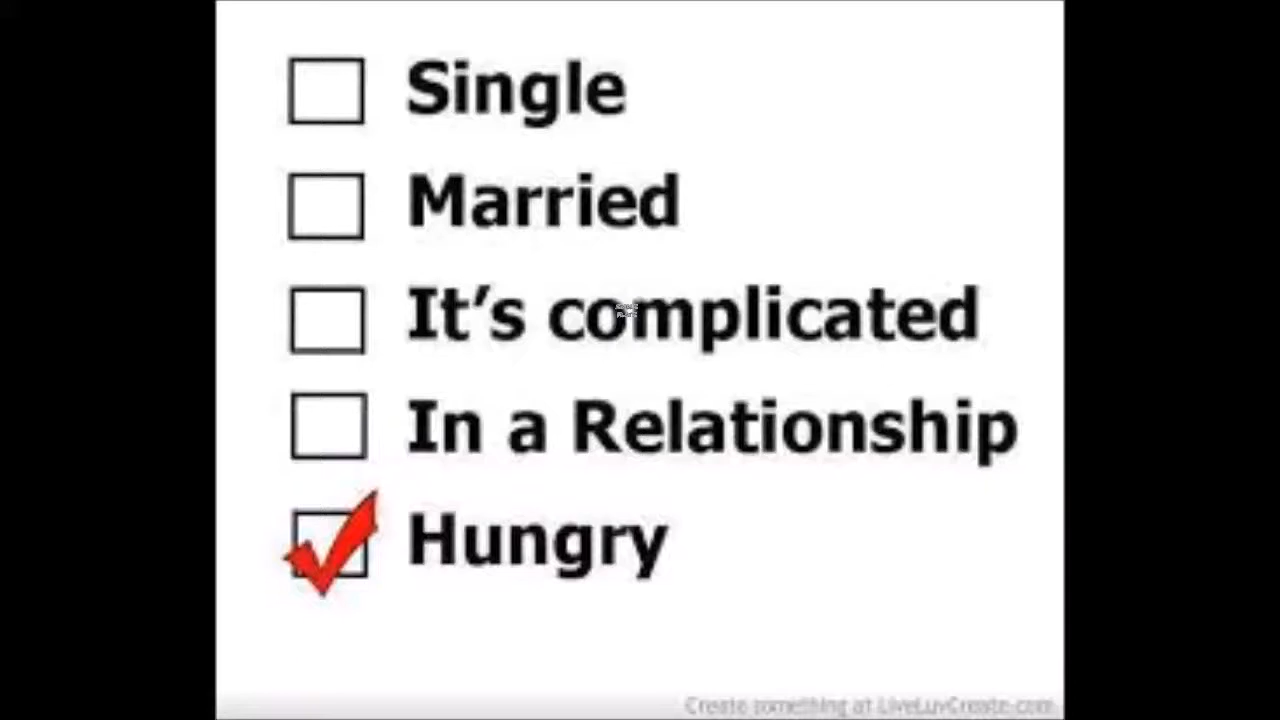 Single
Married
It’s complicated
In a Relationship
Hungry
Create something at LiveLuvCreate.com